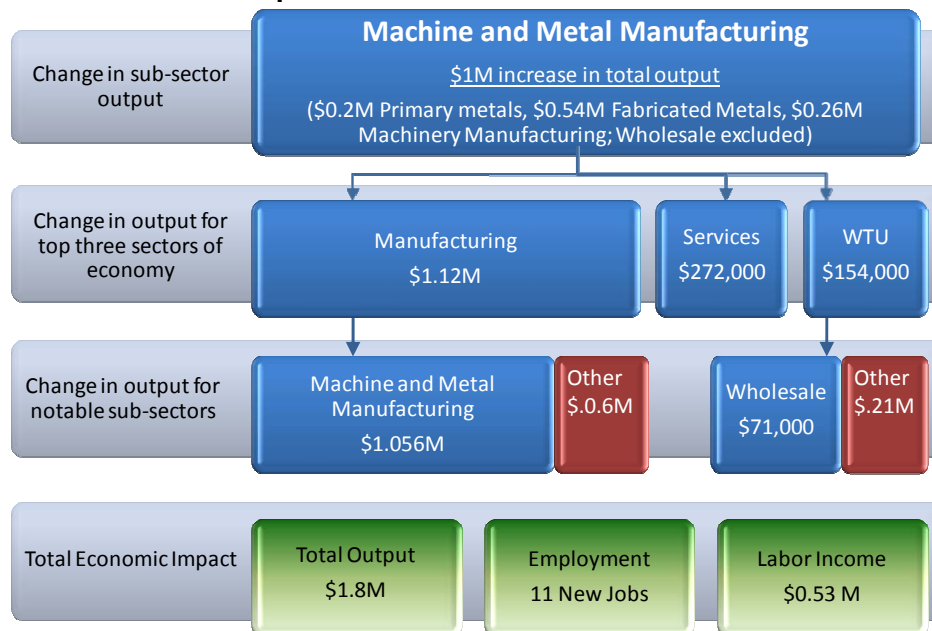 Machine and Metal Manufacturing
$1M increase in total output
($0.2M Primary metals, $0.54M Fabricated Metals, $0.26M
Machinery Manufacturing; Wholesale excluded)
Change in sub-sector
output
Change in output for
top three sectors of
economy
Manufacturing
$1.12M
Services
$272,000
WTU
$154,000
Change in output for
notable sub-sectors
Machine and Metal
Manufacturing
$1.056M
Other
$.0.6M
Wholesale
$71,000
Other
$.21M
Total Economic Impact
Total Output
$1.8M
Employment
11 New Jobs
Labor Income
$0.53 M